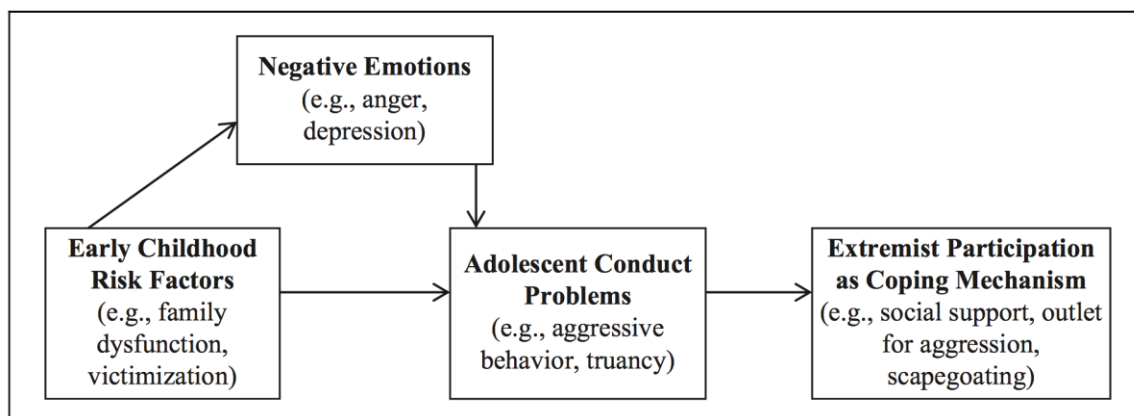 Negative Emotions
(e.g., anger,
depression)
Early Childhood
Risk Factors
(e.g., family
dysfunction,
victimization)
Adolescent Conduct
Problems
(e.g., aggressive
behavior, truancy)
Extremist Participation
as Coping Mechanism
(e.g., social support, outlet
for aggression,
scapegoating)